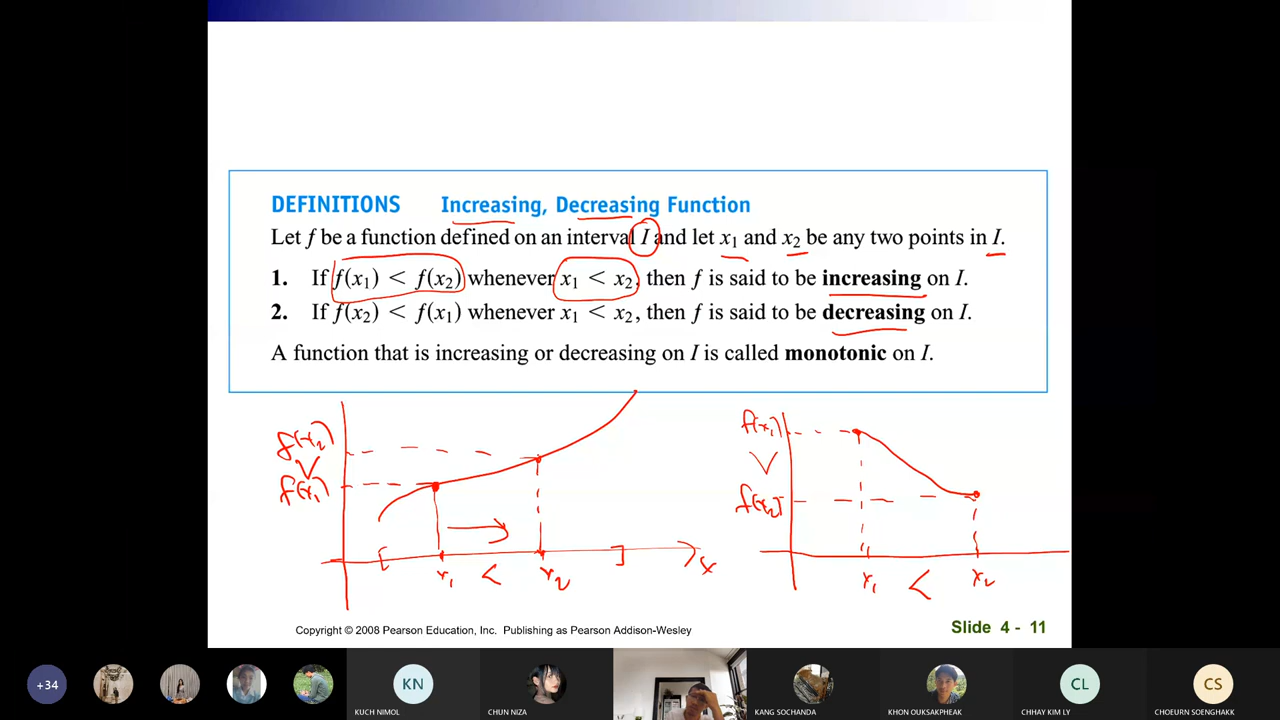 DEFINITIONS Increasing, Decreasing Function
Let f be a function defined on an interval I and let x₁ and x₂ be any two points in I.
1. If f(x₁) < f(x₂) whenever x₁ < x₂, then f is said to be increasing on I.
2. If f(x₂) < f(x₁) whenever x₁ < x₂, then f is said to be decreasing on I.
A function that is increasing or decreasing on I is called monotonic on I.
f(x₂)
V
f(x₁)
[ ]
x₁ < x₂ x
f(x₁)
V
f(x₂)
x₁ < x₂
Copyright © 2008 Pearson Education, Inc. Publishing as Pearson Addison-Wesley
Slide 4 - 11
+34
KN
CL
CS
KUCH NIMOL
CHUN NIZA
KANG SOCHANDA
KHON OUKSAKPHEAK
CHHAY KIM LY
CHOEURN SOENGHAKK